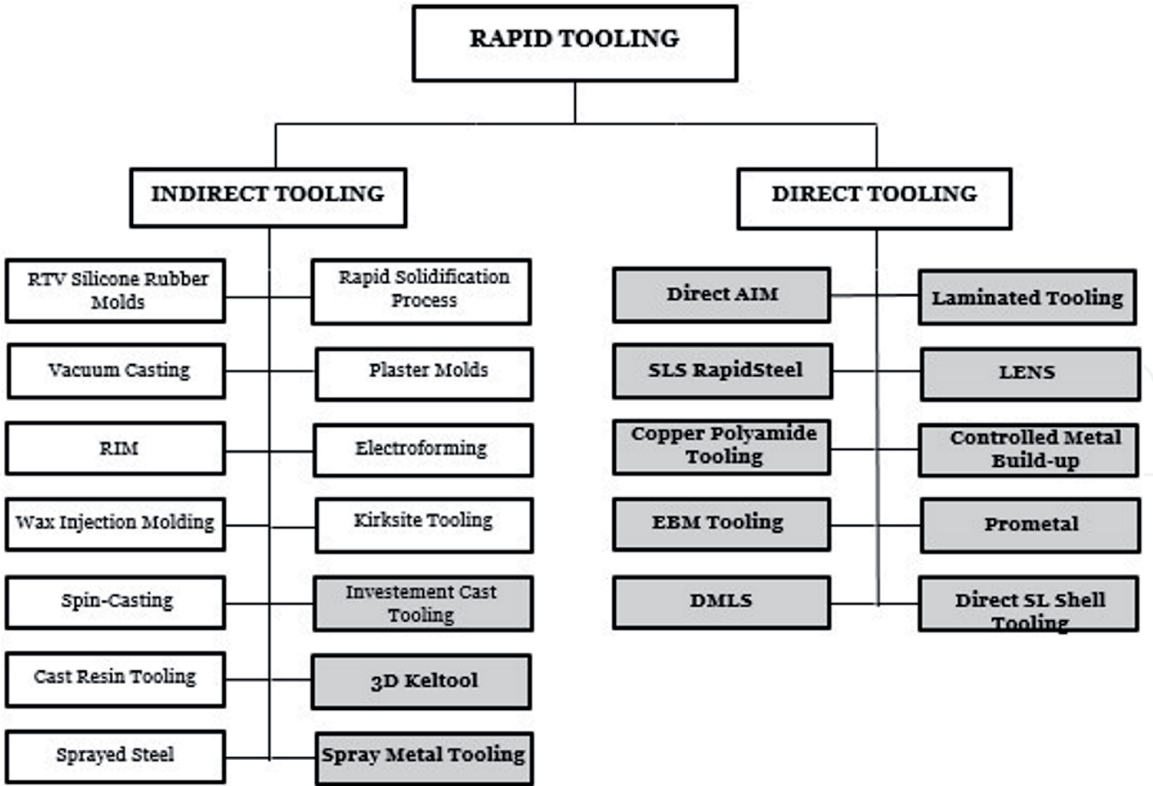 RAPID TOOLING
INDIRECT TOOLING
DIRECT TOOLING
RTV Silicone Rubber
Molds
Rapid Solidification
Process
Vacuum Casting
Plaster Molds
RIM
Electroforming
Wax Injection Molding
Kirksite Tooling
Spin-Casting
Investement Cast
Tooling
Cast Resin Tooling
3D Keltool
Sprayed Steel
Spray Metal Tooling
Direct AIM
Laminated Tooling
SLS RapidSteel
LENS
Copper Polyamide
Tooling
Controlled Metal
Build-up
EBM Tooling
Prometal
DMLS
Direct SL Shell
Tooling